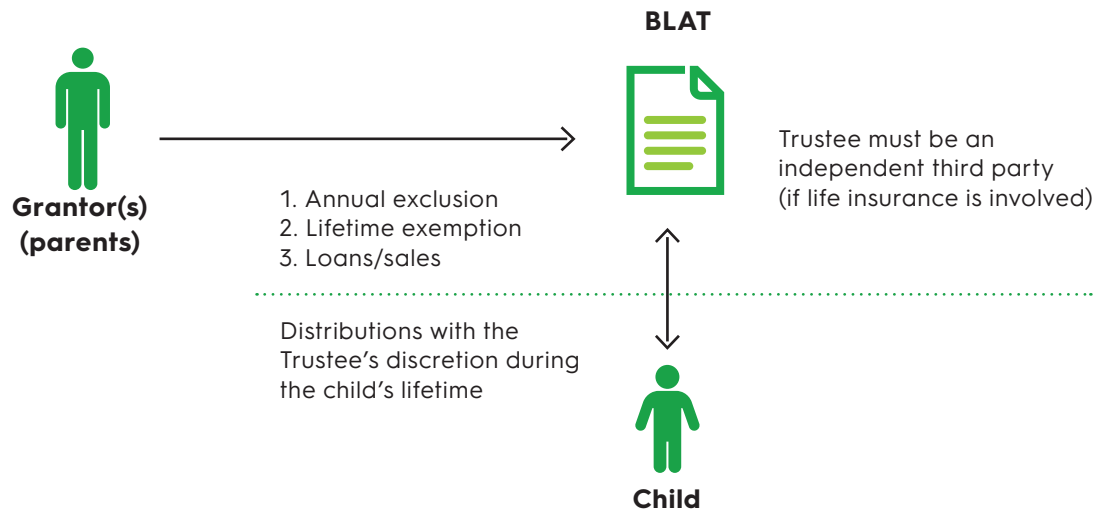 BLAT
Grantor(s)
(parents)
1. Annual exclusion
2. Lifetime exemption
3. Loans/sales
Trustee must be an
independent third party
(if life insurance is involved)
Distributions with the
Trustee’s discretion during
the child’s lifetime
Child